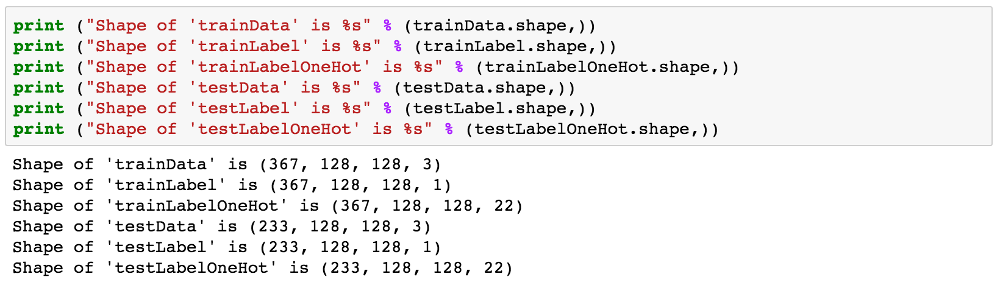 print ("Shape of 'trainData' is %s" % (trainData.shape,))
print ("Shape of 'trainLabel' is %s" % (trainLabel.shape,))
print ("Shape of 'trainLabelOneHot' is %s" % (trainLabelOneHot.shape,))
print ("Shape of 'testData' is %s" % (testData.shape,))
print ("Shape of 'testLabel' is %s" % (testLabel.shape,))
print ("Shape of 'testLabelOneHot' is %s" % (testLabelOneHot.shape,))
Shape of 'trainData' is (367, 128, 128, 3)
Shape of 'trainLabel' is (367, 128, 128, 1)
Shape of 'trainLabelOneHot' is (367, 128, 128, 22)
Shape of 'testData' is (233, 128, 128, 3)
Shape of 'testLabel' is (233, 128, 128, 1)
Shape of 'testLabelOneHot' is (233, 128, 128, 22)